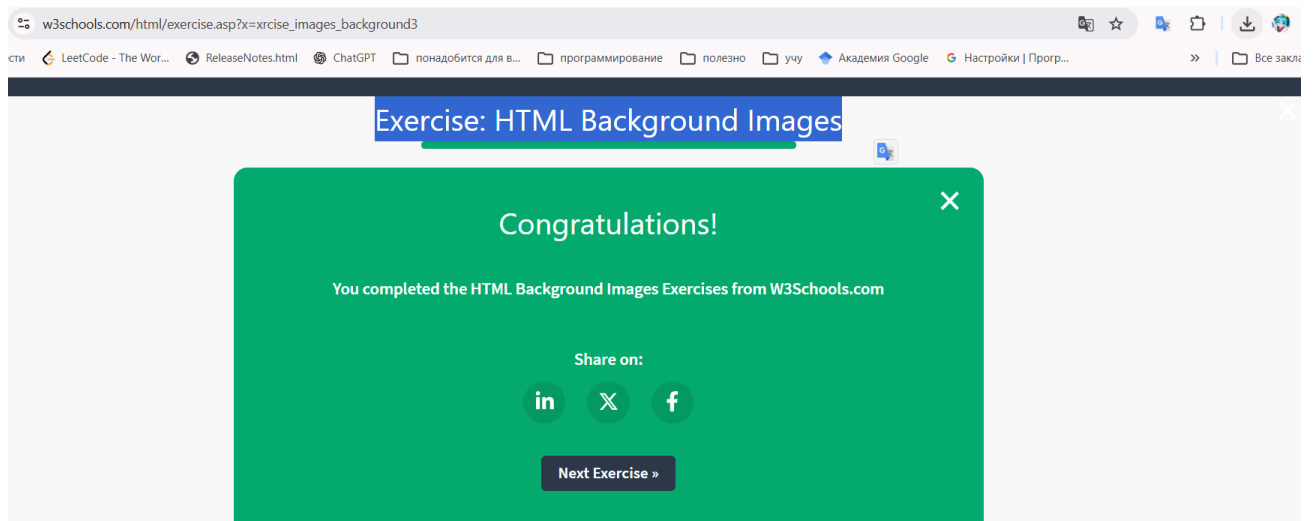 w3schools.com/html/exercise.asp?x=xrcise_images_background3
ести LeetCode - The Wor... ReleaseNotes.html ChatGPT понадобится для в... программирование полезно учу Академия Google Настройки | Прогр... » Все закла
Exercise: HTML Background Images
Congratulations!
You completed the HTML Background Images Exercises from W3Schools.com
Share on:
in X f
Next Exercise »